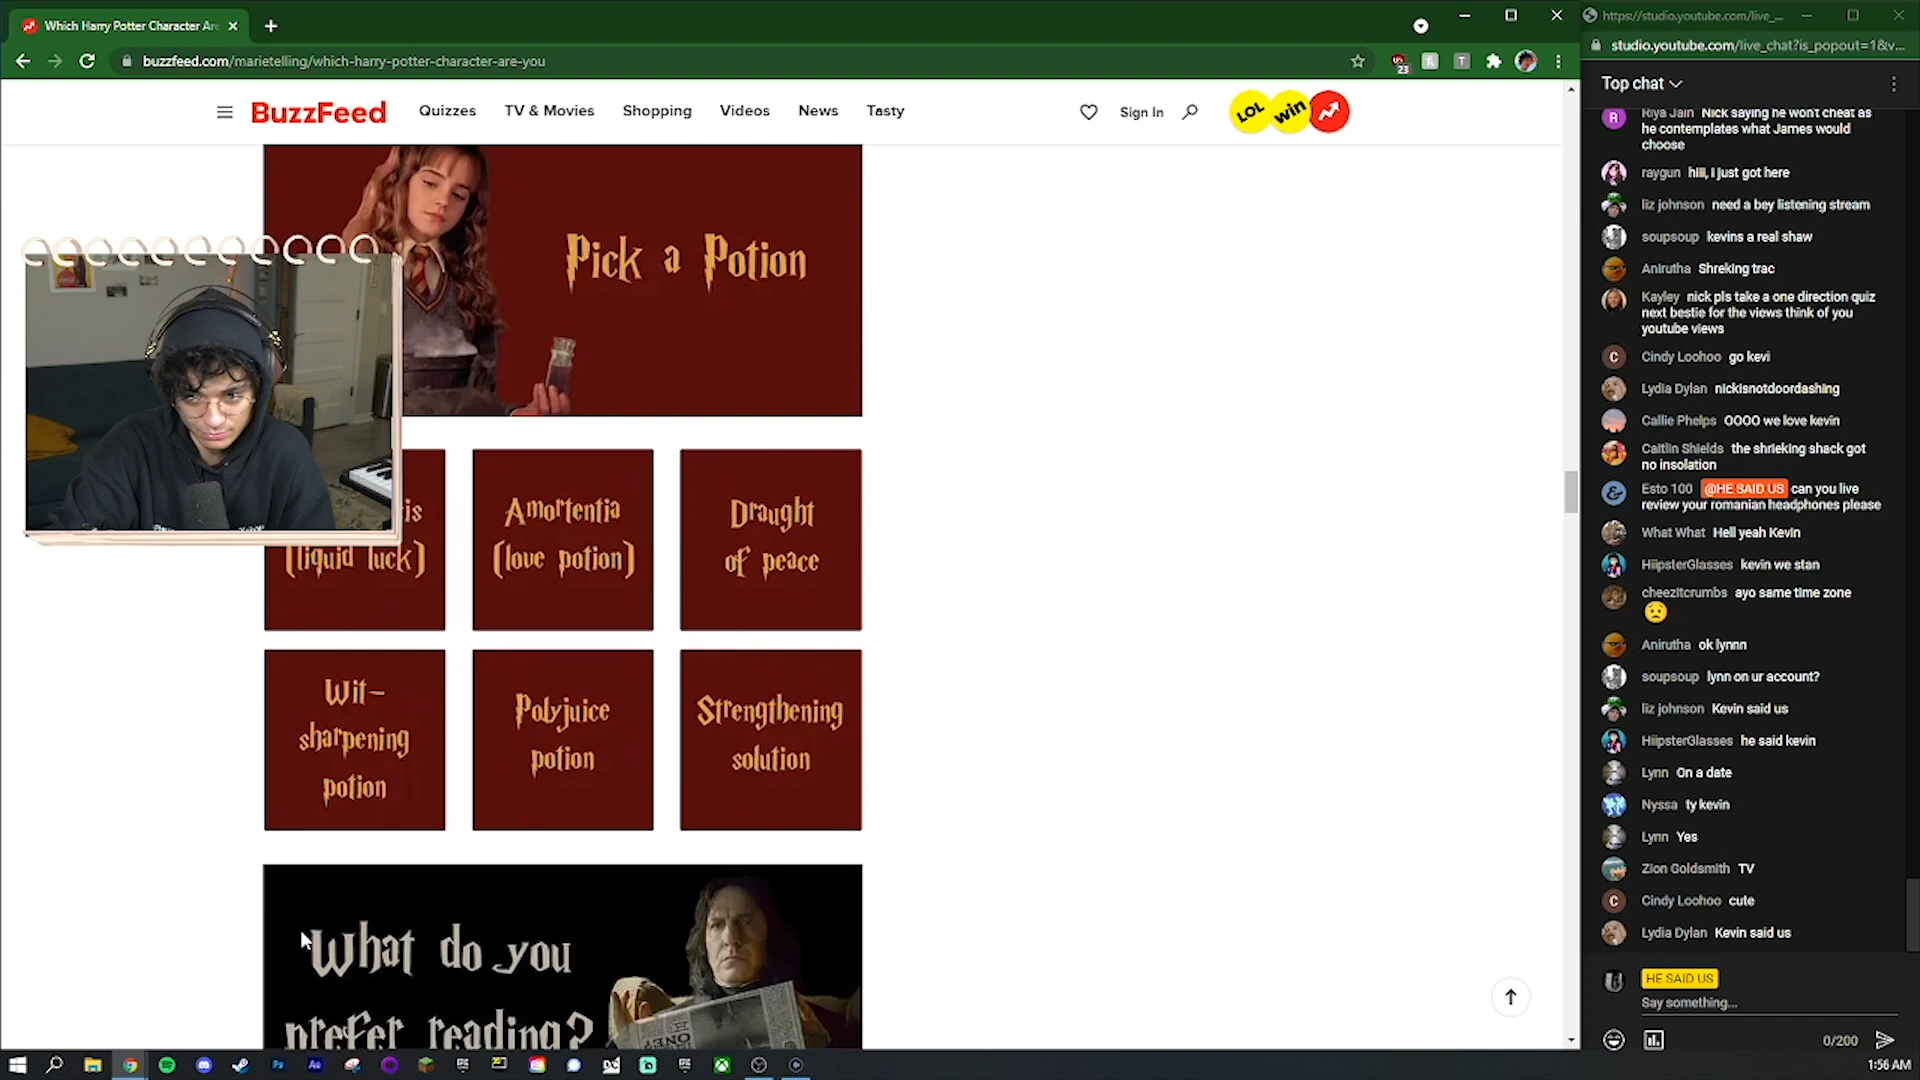 Which Harry Potter Character Are
https://studio.youtube.com/live_...
buzzfeed.com/marietelling/which-harry-potter-character-are-you
23
studio.youtube.com/live_chat?is_popout=1&v...
BuzzFeed
Quizzes
TV & Movies
Shopping
Videos
News
Tasty
Sign In
LOL
win
Pick a Potion
is
(liquid luck)
Amortentia
(love potion)
Draught
of peace
Wit-
sharpening
potion
Polyjuice
potion
Strengthening
solution
What do you
prefer reading?
Top chat
Riya Jain Nick saying he won't cheat as
he contemplates what James would
choose
raygun hiii, I just got here
liz johnson need a bey listening stream
soupsoup kevins a real shaw
Anirutha Shreking trac
Kayley nick pls take a one direction quiz
next bestie for the views think of you
youtube views
Cindy Loohoo go kevi
Lydia Dylan nickisnotdoordashing
Callie Phelps OOOO we love kevin
Caitlin Shields the shrieking shack got
no insolation
Esto 100 @HE SAID US can you live
review your romanian headphones please
What What Hell yeah Kevin
HiipsterGlasses kevin we stan
cheezitcrumbs ayo same time zone
Anirutha ok lynnn
soupsoup lynn on ur account?
liz johnson Kevin said us
HiipsterGlasses he said kevin
Lynn On a date
Nyssa ty kevin
Lynn Yes
Zion Goldsmith TV
Cindy Loohoo cute
Lydia Dylan Kevin said us
HE SAID US
Say something...
0/200
1:56 AM